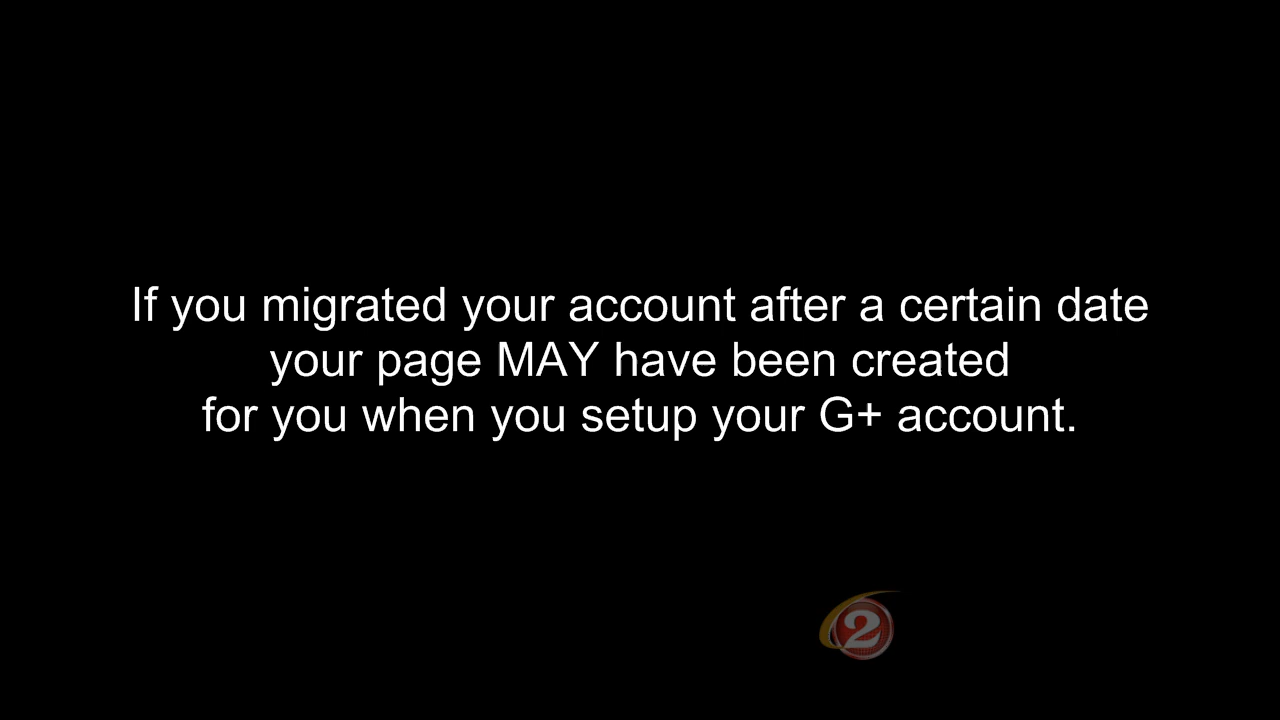 If you migrated your account after a certain date
your page MAY have been created
for you when you setup your G+ account.
2